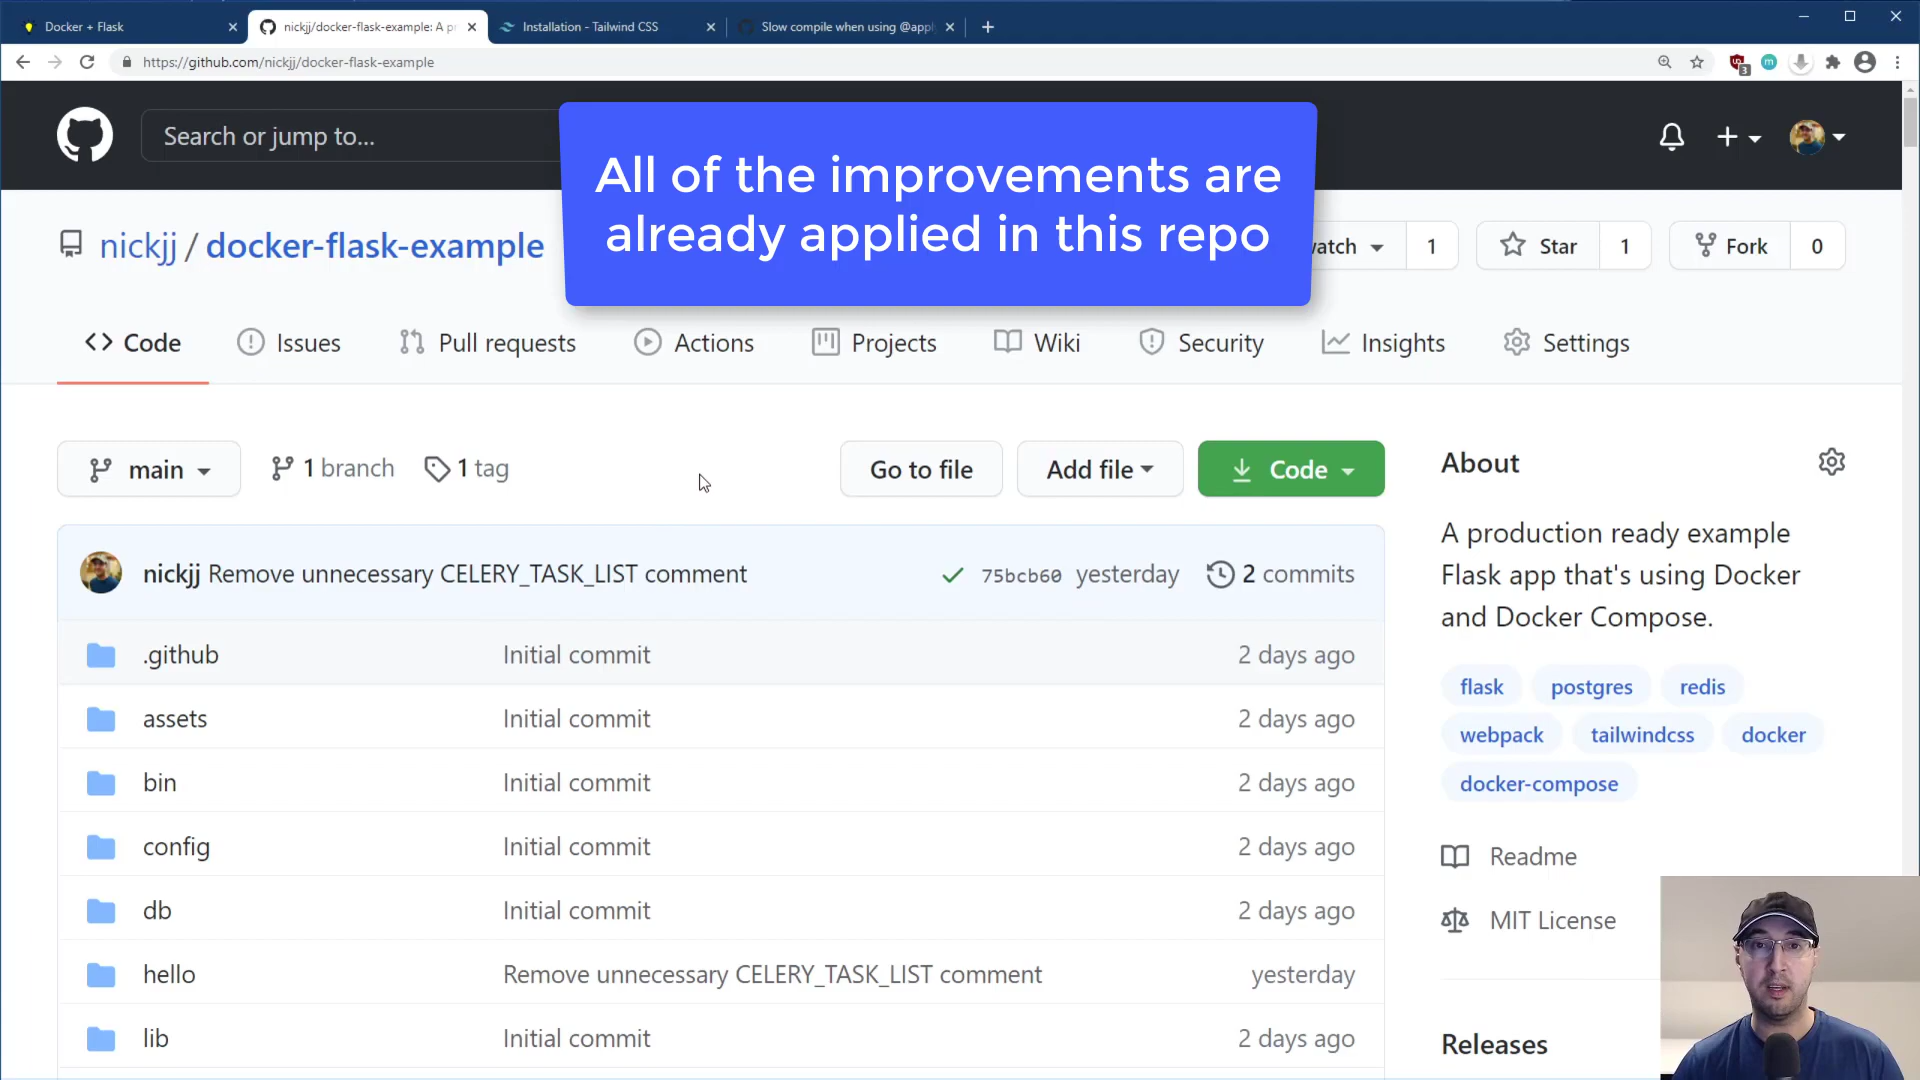 Docker + Flask
nickjj/docker-flask-example: A pr
Installation - Tailwind CSS
Slow compile when using @appl
https://github.com/nickjj/docker-flask-example
3
m
Search or jump to...
All of the improvements are
already applied in this repo
nickjj / docker-flask-example
atch 1
Star 1
Fork 0
Code
Issues
Pull requests
Actions
Projects
Wiki
Security
Insights
Settings
main
1 branch
1 tag
Go to file
Add file
Code
nickjj Remove unnecessary CELERY_TASK_LIST comment
75bcb60 yesterday
2 commits
.github Initial commit 2 days ago
assets Initial commit 2 days ago
bin Initial commit 2 days ago
config Initial commit 2 days ago
db Initial commit 2 days ago
hello Remove unnecessary CELERY_TASK_LIST comment yesterday
lib Initial commit 2 days ago
About
A production ready example
Flask app that's using Docker
and Docker Compose.
flask postgres redis
webpack tailwindcss docker
docker-compose
Readme
MIT License
Releases